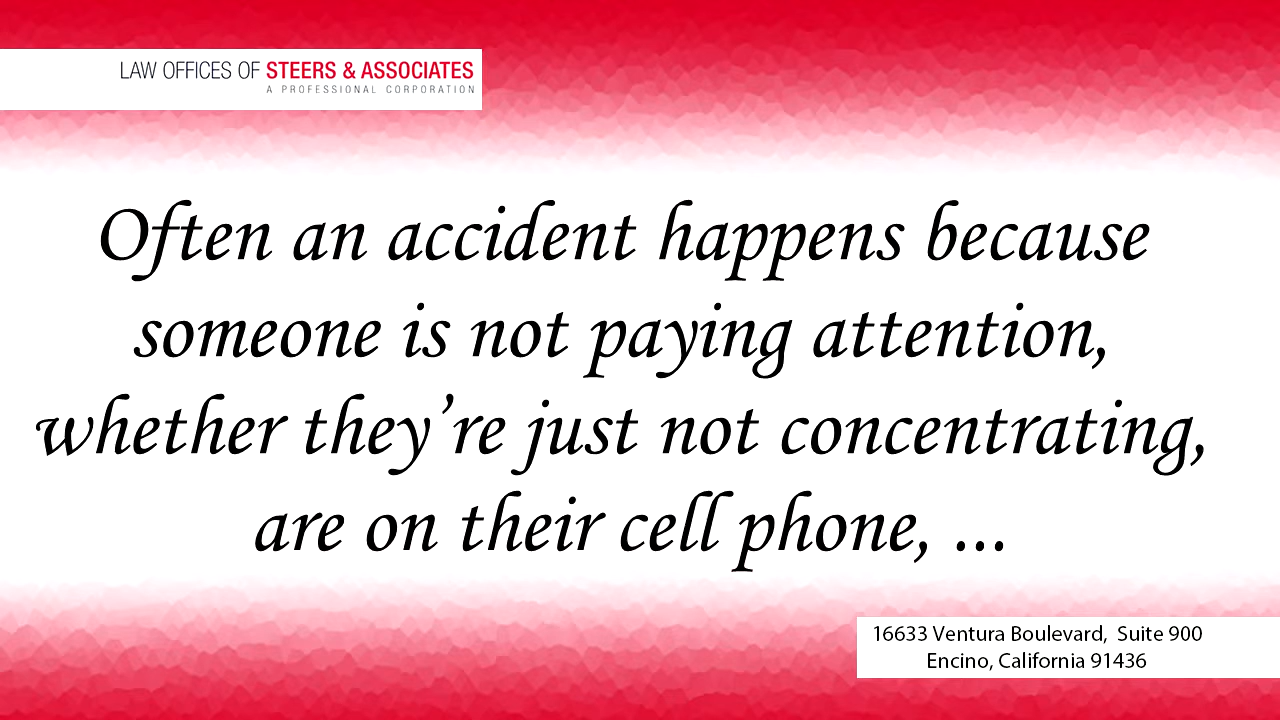 LAW OFFICES OF STEERS & ASSOCIATES
A PROFESSIONAL CORPORATION
Often an accident happens because
someone is not paying attention,
whether they’re just not concentrating,
are on their cell phone, ...
16633 Ventura Boulevard, Suite 900
Encino, California 91436